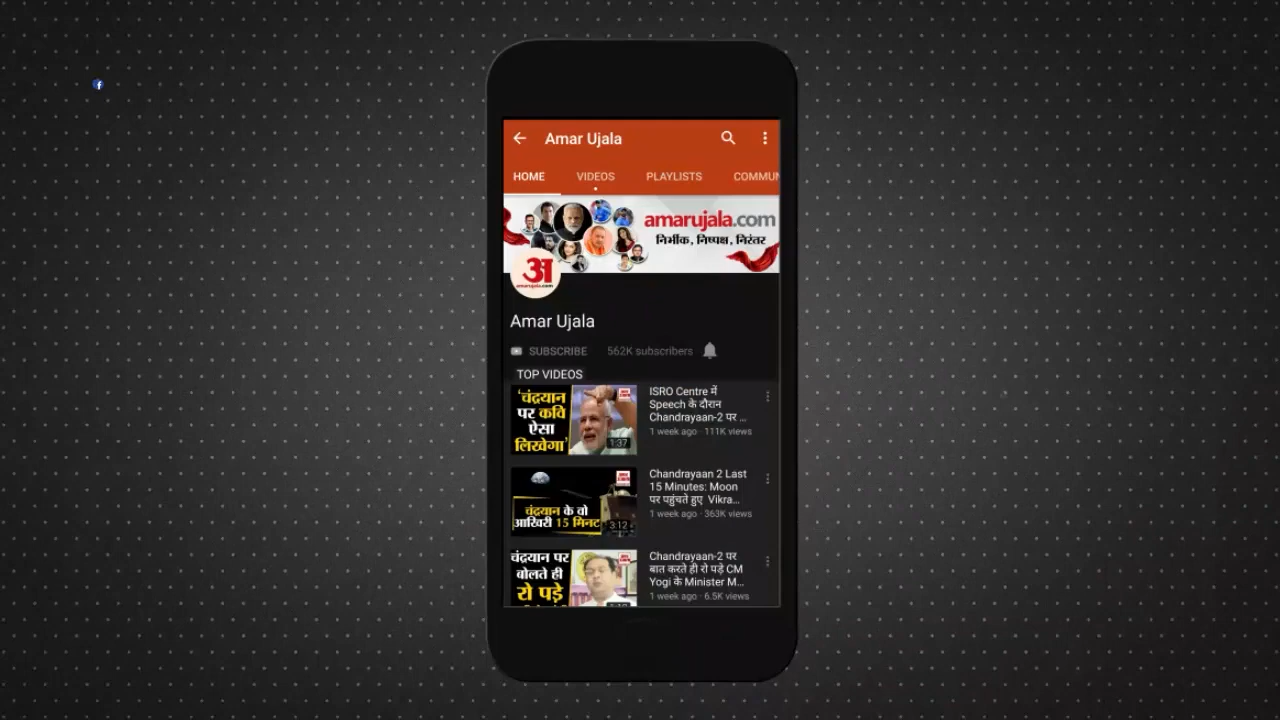 Amar Ujala
HOME VIDEOS PLAYLISTS COMMUN
amarujala.com
निर्भीक, निष्पक्ष, निरंतर
अ
amarujala.com
Amar Ujala
SUBSCRIBE 562K subscribers
TOP VIDEOS
'चंद्रयान
पर कवि
ऐसा
लिखेगा'
1:37
ISRO Centre में
Speech के दौरान
Chandrayaan-2 पर ...
1 week ago · 111K views
चंद्रयान के वो
आखिरी 15 मिनट
3:12
Chandrayaan 2 Last
15 Minutes: Moon
पर पहुंचते हुए Vikra...
1 week ago · 363K views
चंद्रयान पर
बोलते ही
रो पड़े
Chandrayaan-2 पर
बात करते ही रो पड़े CM
Yogi के Minister M...
1 week ago · 6.5K views